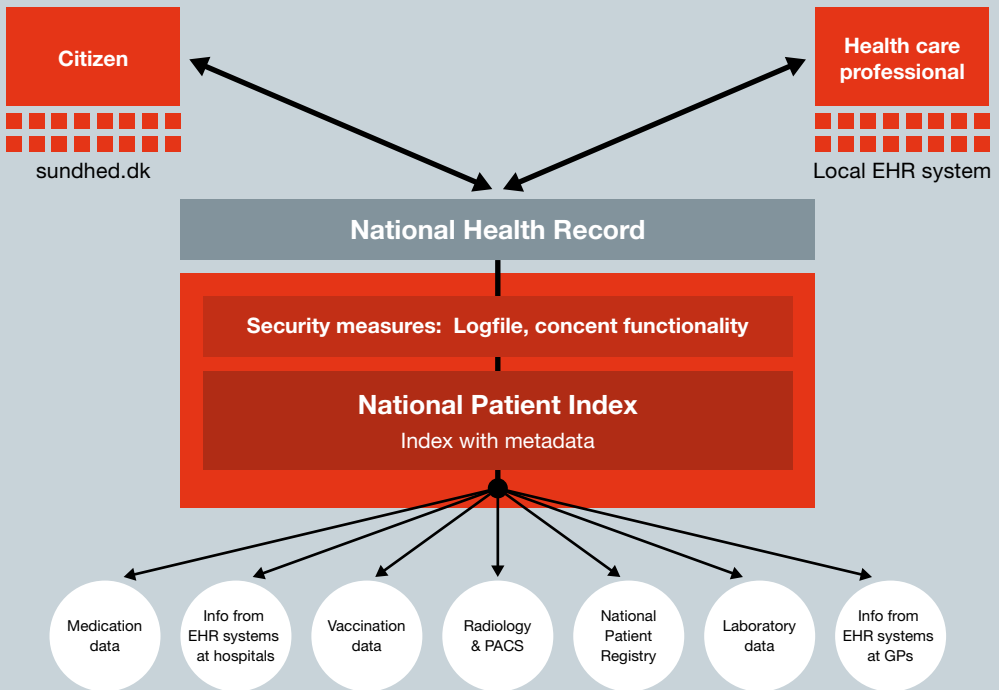 Citizen
sundhed.dk
Health care
professional
Local EHR system
National Health Record
Security measures: Logfile, concent functionality
National Patient Index
Index with metadata
Medication
data
Info from
EHR systems
at hospitals
Vaccination
data
Radiology
& PACS
National
Patient
Registry
Laboratory
data
Info from
EHR systems
at GPs